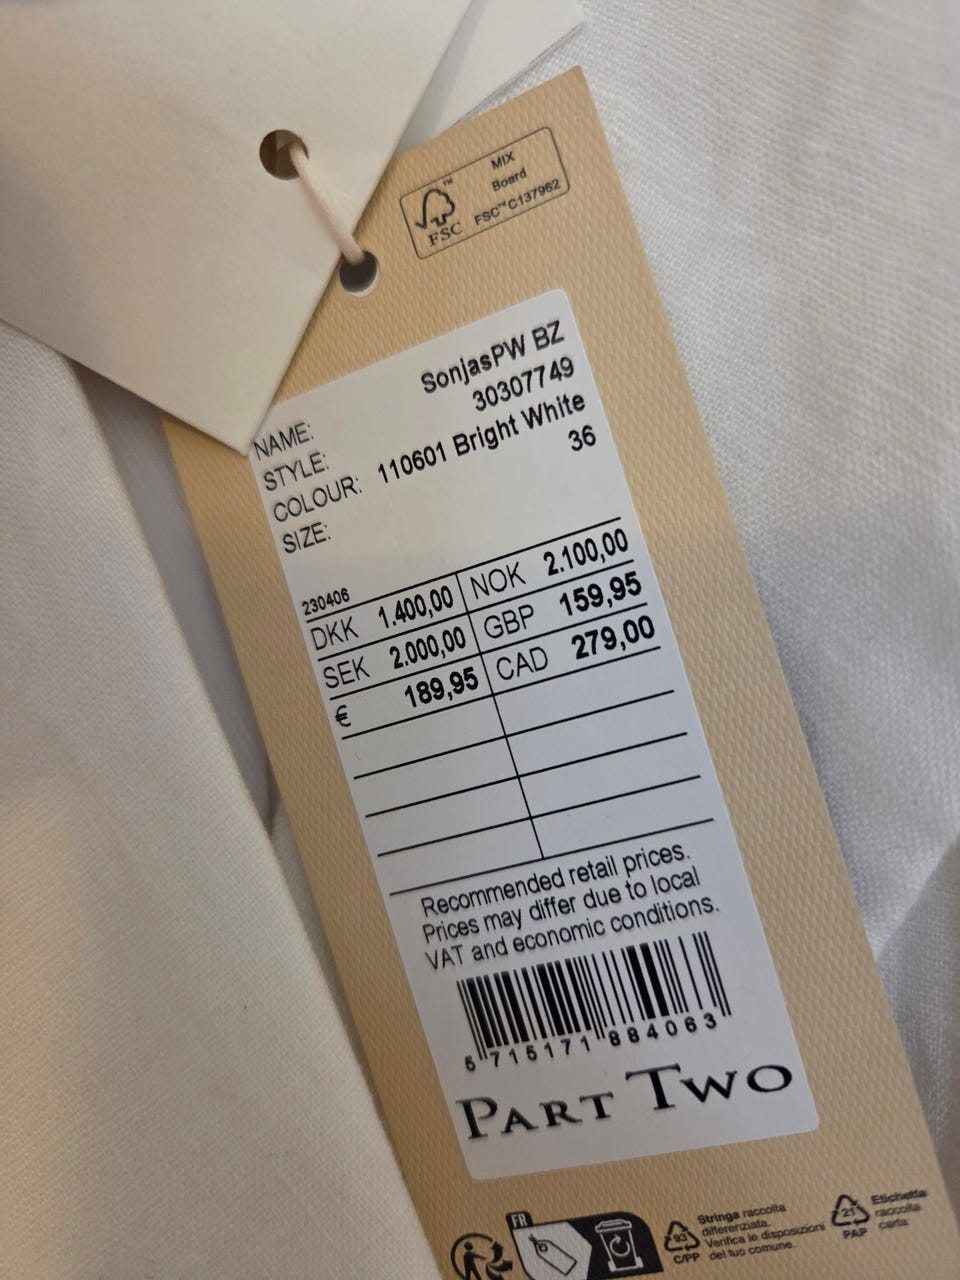 MIX
Board
FSC™ C137962
FSC
NAME: SonjasPW BZ
STYLE: 30307749
COLOUR: 110601 Bright White
SIZE: 36
230406
DKK 1.400,00 NOK 2.100,00
SEK 2.000,00 GBP 159,95
€ 189,95 CAD 279,00
Recommended retail prices.
Prices may differ due to local
VAT and economic conditions.
5 715171 884063
PART TWO
FR
93
C/PP
Stringa raccolta
differenziata.
Verifica le disposizioni
del tuo comune.
21
PAP
Etichetta
raccolta
carta